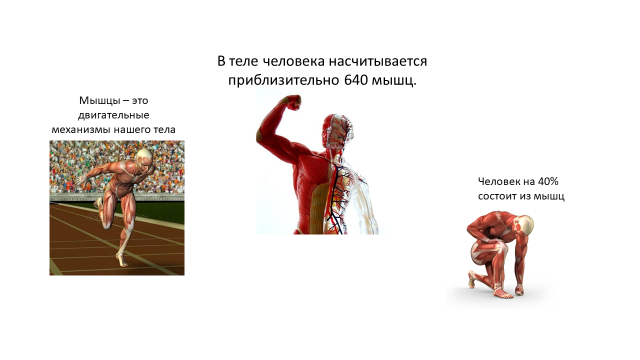 В теле человека насчитывается
приблизительно 640 мышц.
Мышцы – это
двигательные
механизмы нашего тела
Человек на 40%
состоит из мышц